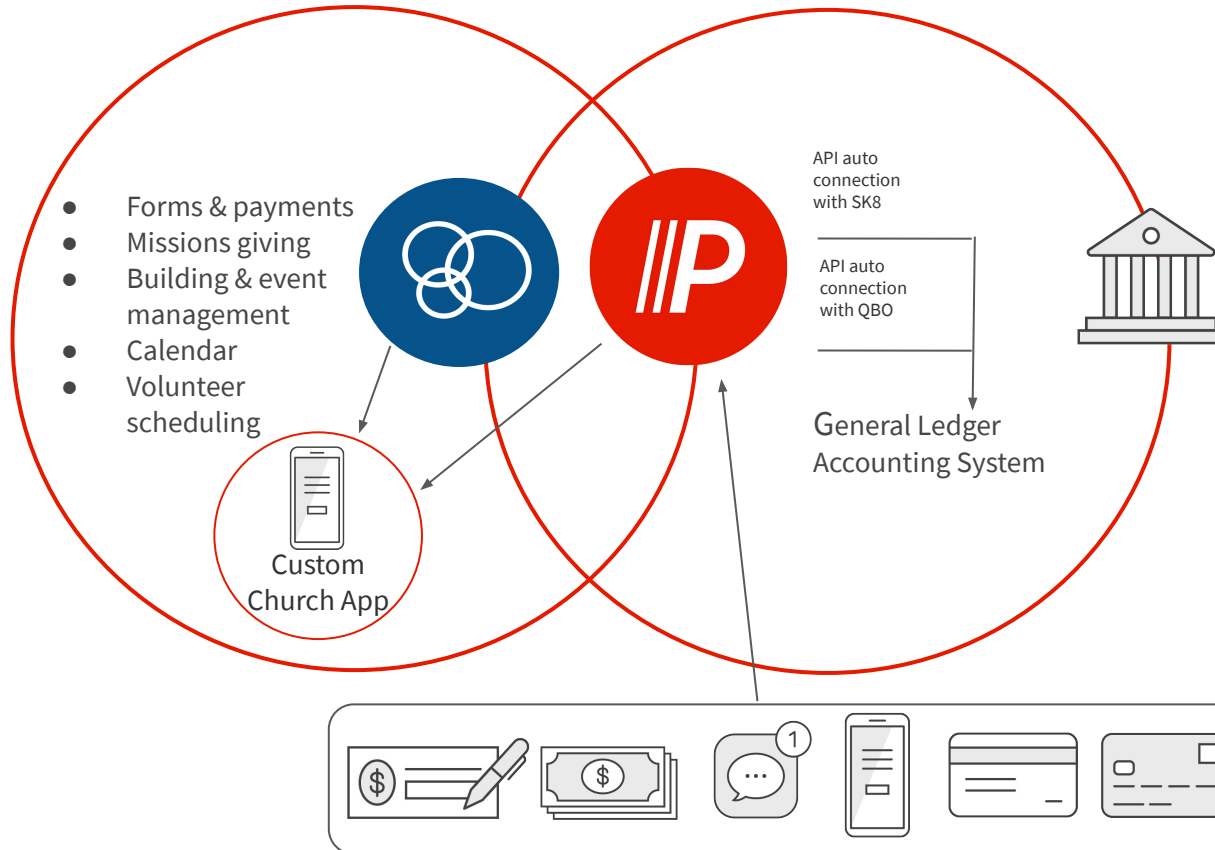 ● Forms & payments
● Missions giving
● Building & event
management
● Calendar
● Volunteer
scheduling
Custom
Church App
P
API auto
connection
with SK8
API auto
connection
with QBO
General Ledger
Accounting System
$
$
...
1